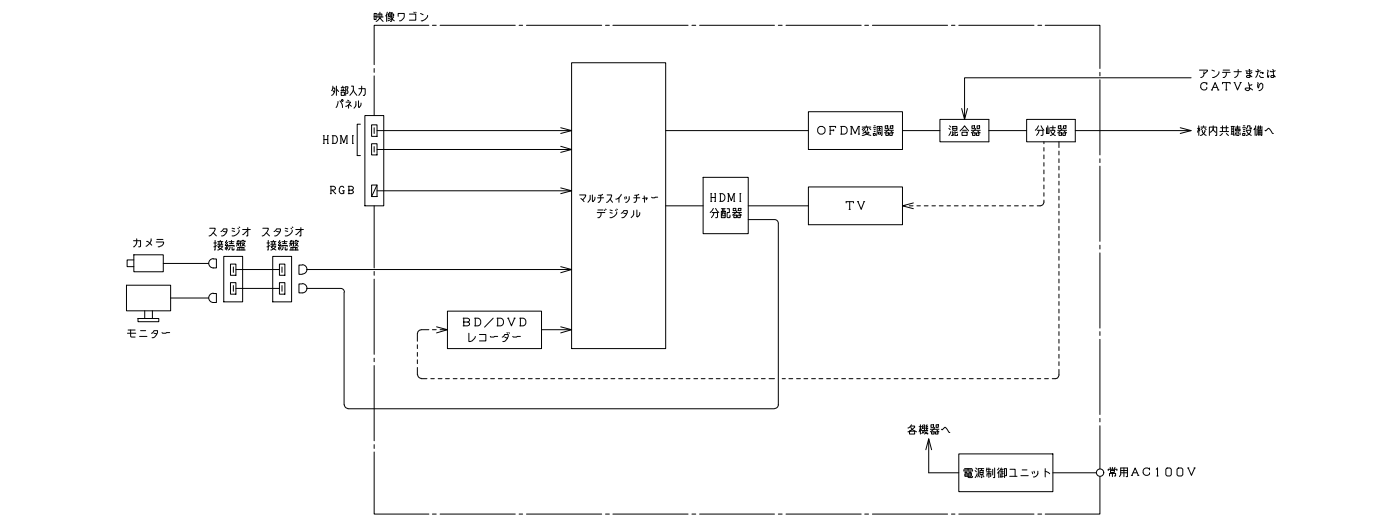 映像ワゴン
アンテナまたは
CATVより
外部入力
パネル
HDMI
OFDM変調器
混合器
分岐器
校内共聴設備へ
RGB
マルチスイッチャー
デジタル
HDMI
分配器
TV
カメラ
スタジオ
接続盤
スタジオ
接続盤
モニター
BD/DVD
レコーダー
各機器へ
電源制御ユニット
常用AC100V